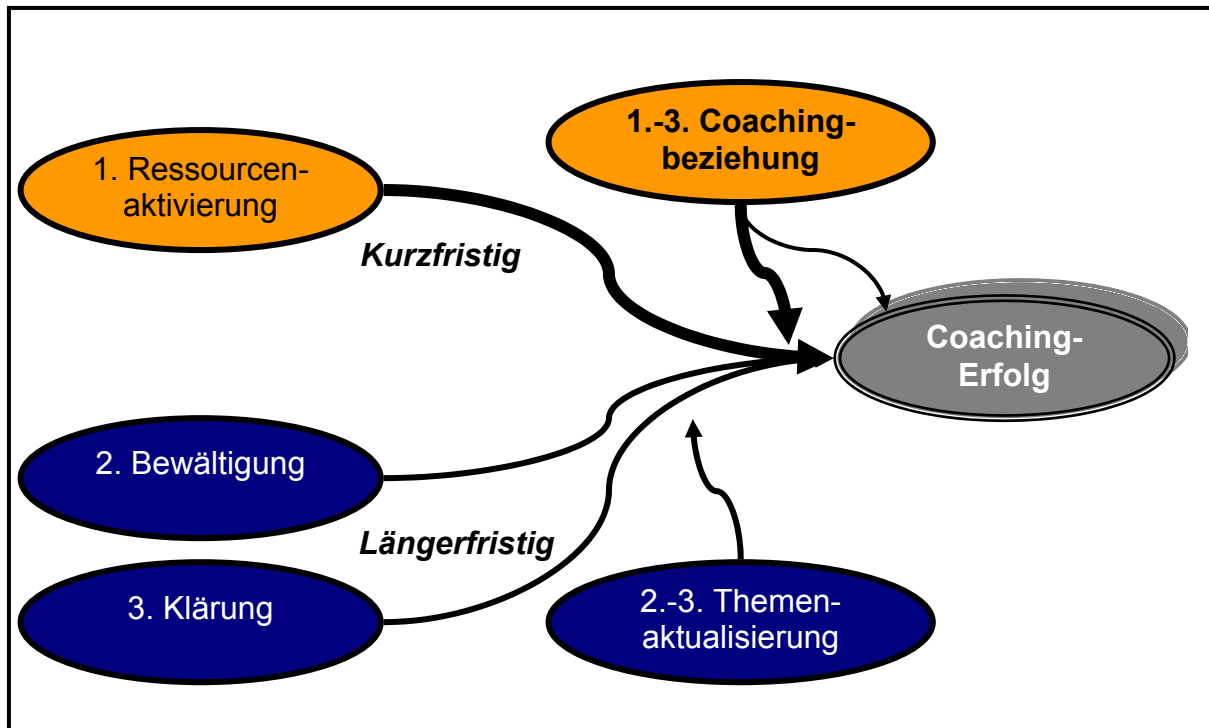 1. Ressourcen-
aktivierung
1.-3. Coaching-
beziehung
Kurzfristig
Coaching-
Erfolg
2. Bewältigung
Längerfristig
3. Klärung
2.-3. Themen-
aktualisierung